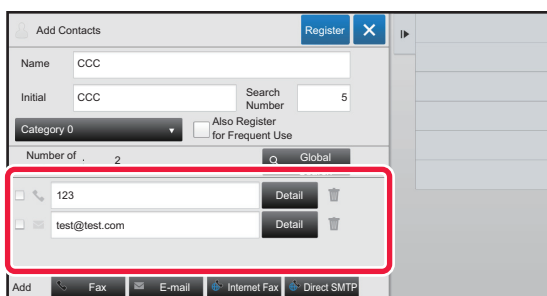 Add Contacts Register
Name CCC
Initial CCC Search Number 5
Category 0 Also Register for Frequent Use
Number of 2 Global
123 Detail
test@test.com Detail
Add Fax E-mail Internet Fax Direct SMTP